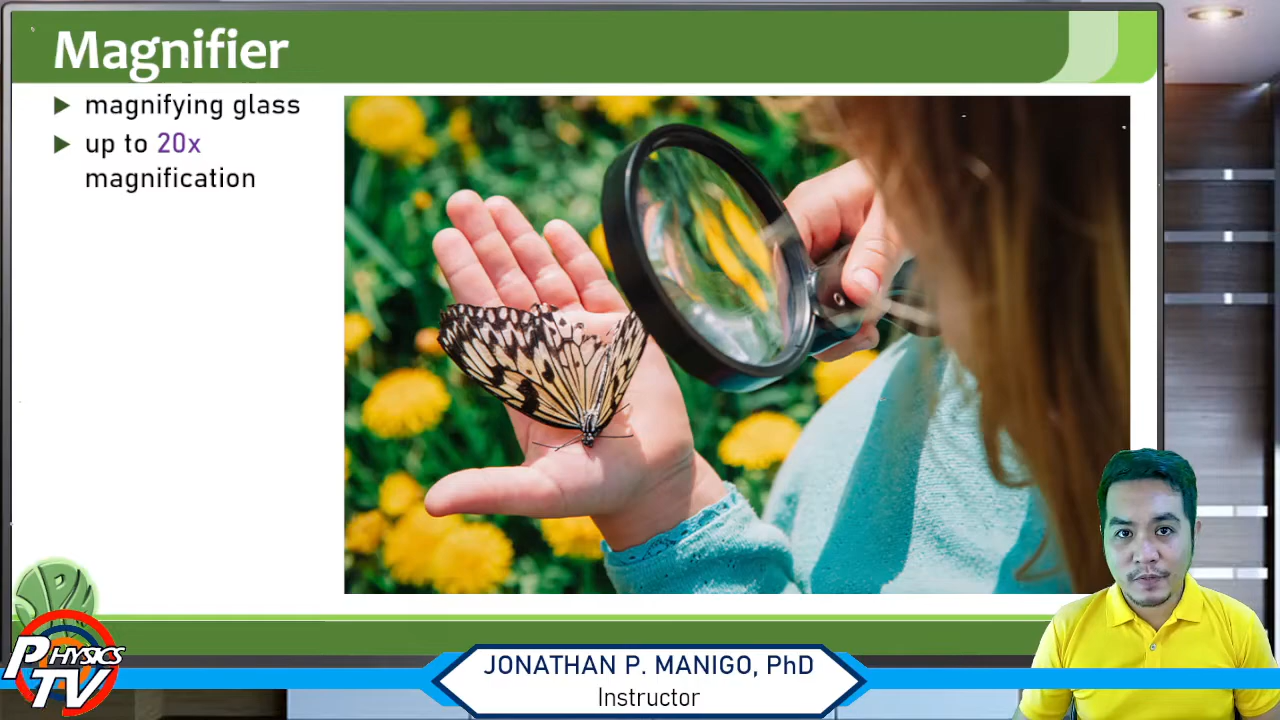 Magnifier
magnifying glass
up to 20x
magnification
PHYSICS
TV
JONATHAN P. MANIGO, PhD
Instructor